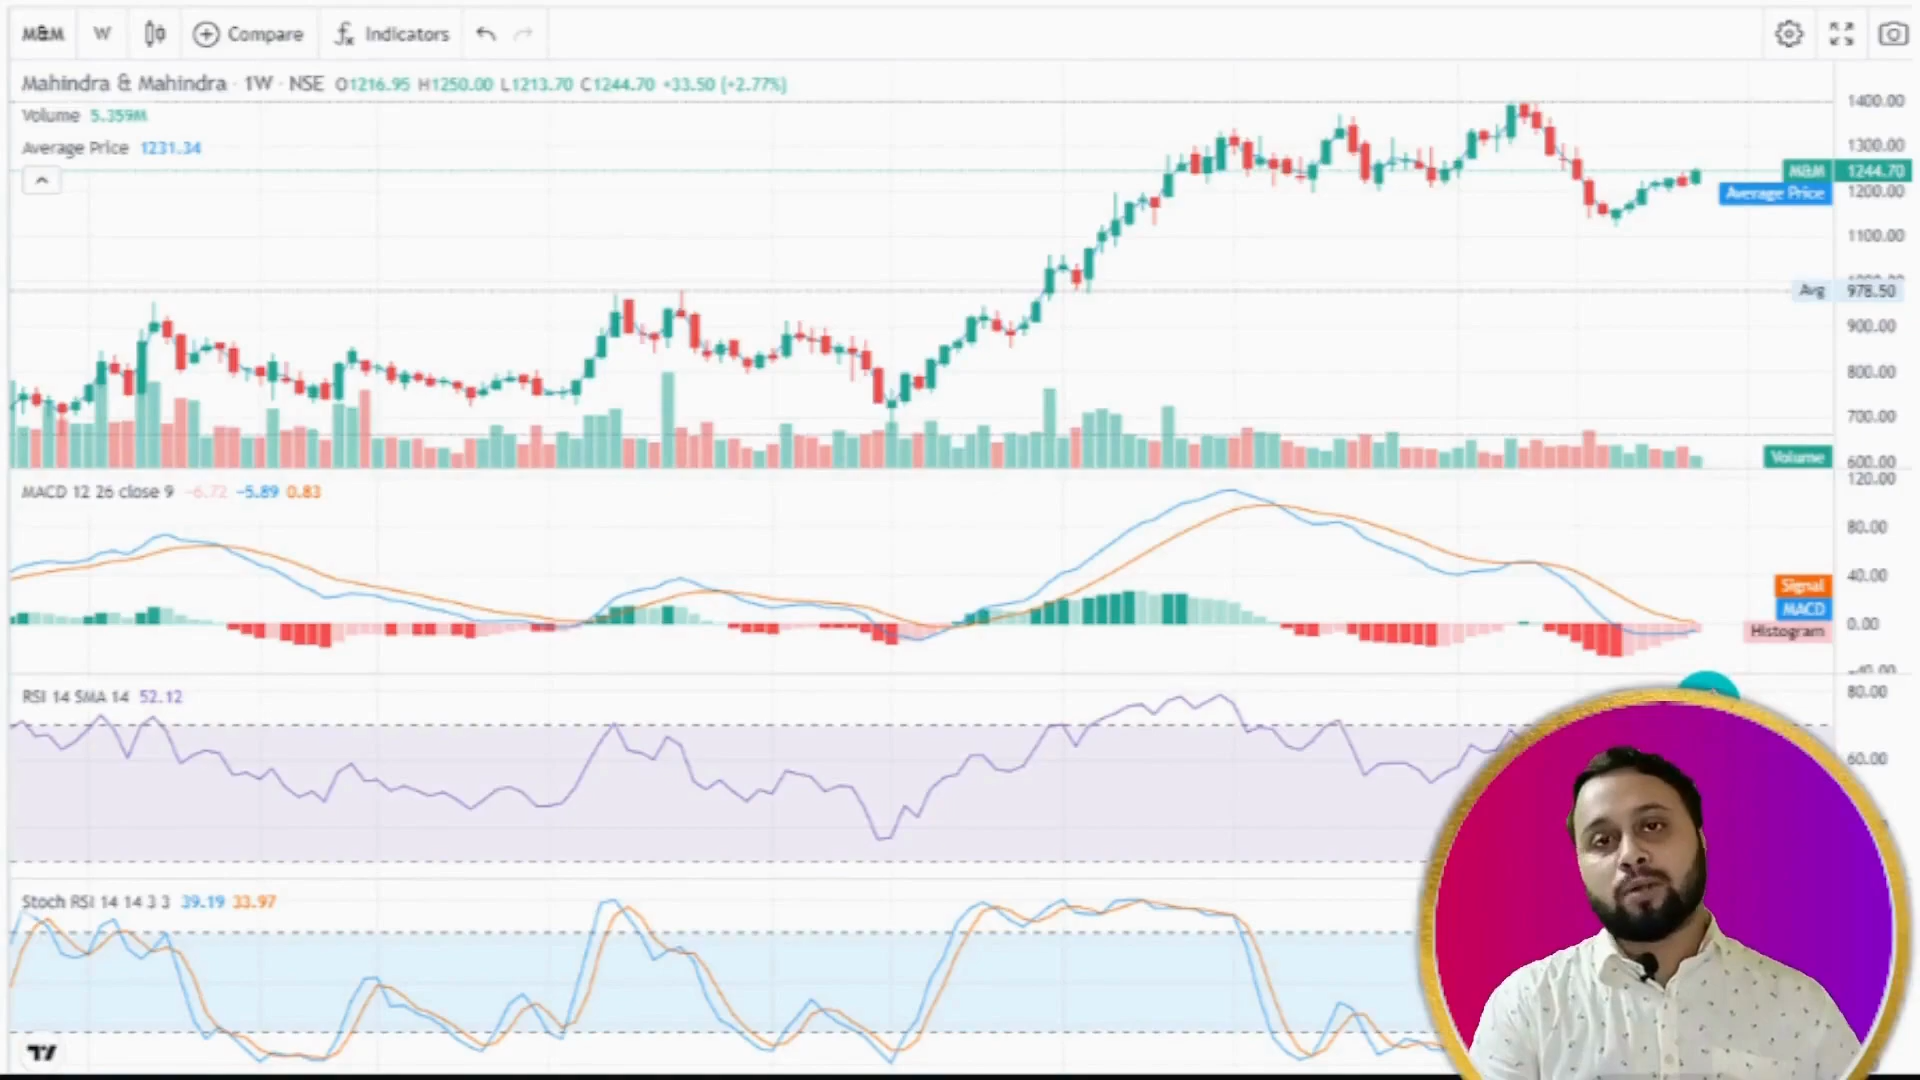 M&M W Compare Indicators
Mahindra & Mahindra · 1W · NSE O1216.95 H1250.00 L1213.70 C1244.70 +33.50 (+2.77%)
Volume 5.359M
Average Price 1231.34
1400.00
1300.00
M&M 1244.70
Average Price
1200.00
1100.00
Avg 978.50
900.00
800.00
700.00
Volume
600.00
MACD 12 26 close 9 −6.72 −5.89 0.83
120.00
80.00
40.00
Signal
MACD
0.00
Histogram
−40.00
RSI 14 SMA 14 52.12
80.00
60.00
Stoch RSI 14 14 3 3 39.19 33.97